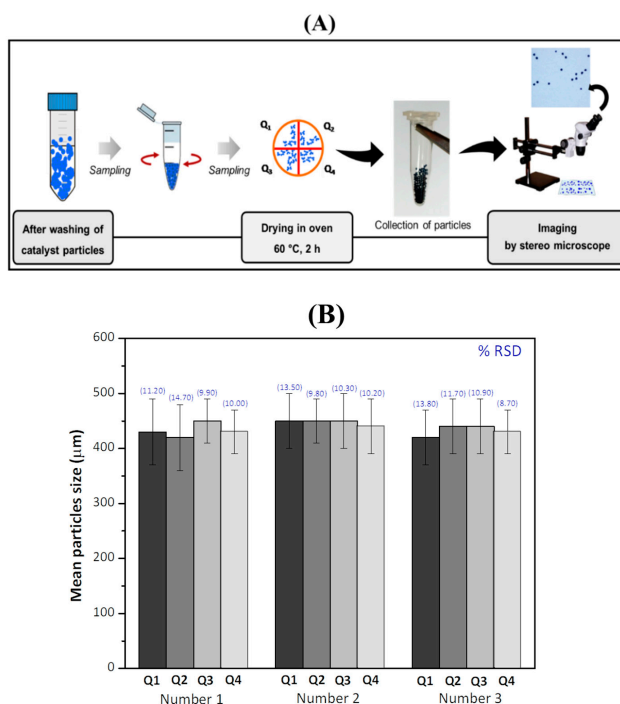 (A)
Q₁
Q₂
Q₃
Q₄
Sampling
Sampling
Collection of particles
After washing of
catalyst particles
Drying in oven
60 °C, 2 h
Imaging
by stereo microscope
(B)
% RSD
Mean particles size (µm)
600
500
400
300
200
100
0
(11.20)
(14.70)
(9.90)
(10.00)
(13.50)
(9.80)
(10.30)
(10.20)
(13.80)
(11.70)
(10.90)
(8.70)
Q1 Q2 Q3 Q4
Q1 Q2 Q3 Q4
Q1 Q2 Q3 Q4
Number 1
Number 2
Number 3